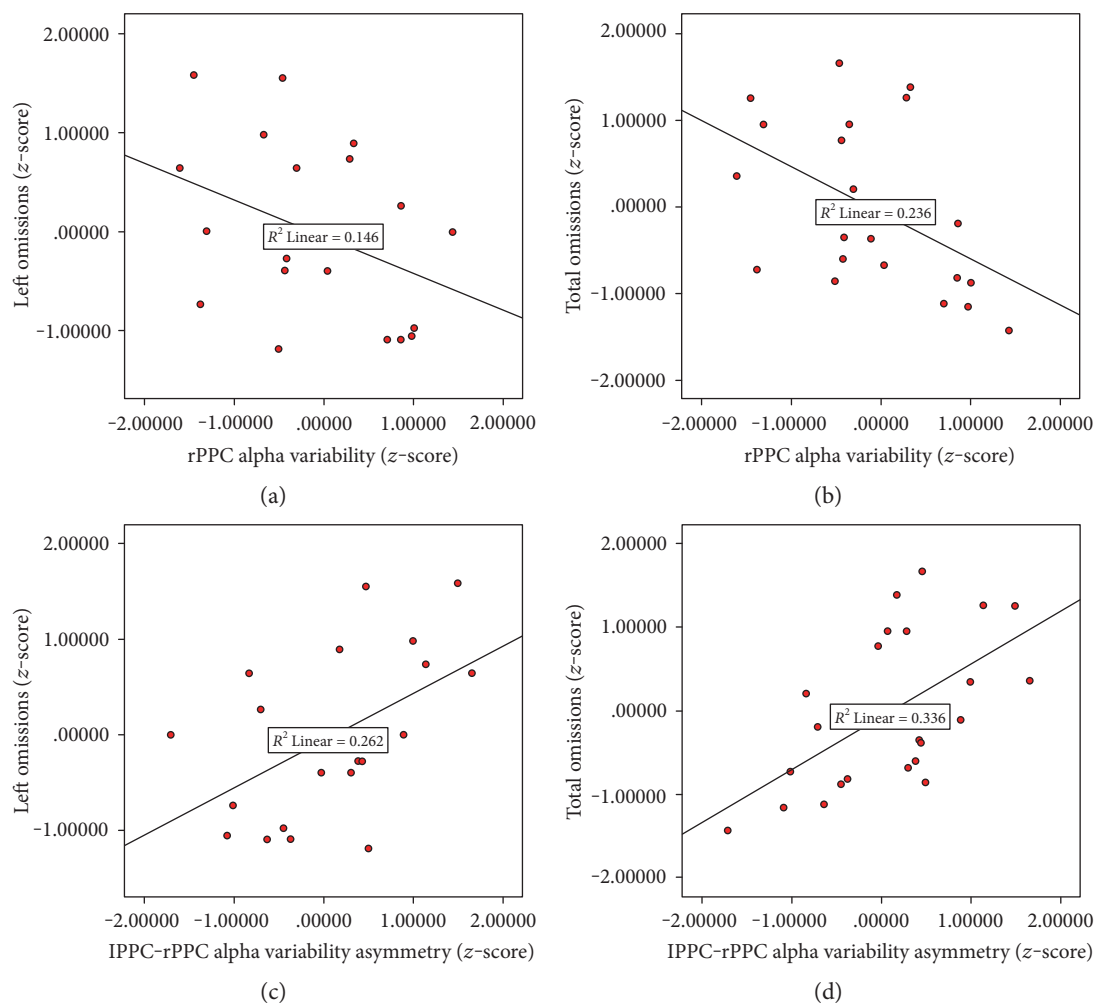 2.00000
1.00000
.00000
−1.00000
Left omissions (z-score)
R² Linear = 0.146
−2.00000 −1.00000 .00000 1.00000 2.00000
rPPC alpha variability (z-score)
(a)
2.00000
1.00000
.00000
−1.00000
−2.00000
Total omissions (z-score)
R² Linear = 0.236
−2.00000 −1.00000 .00000 1.00000 2.00000
rPPC alpha variability (z-score)
(b)
2.00000
1.00000
.00000
−1.00000
Left omissions (z-score)
R² Linear = 0.262
−2.00000 −1.00000 .00000 1.00000 2.00000
lPPC-rPPC alpha variability asymmetry (z-score)
(c)
2.00000
1.00000
.00000
−1.00000
−2.00000
Total omissions (z-score)
R² Linear = 0.336
−2.00000 −1.00000 .00000 1.00000 2.00000
lPPC-rPPC alpha variability asymmetry (z-score)
(d)